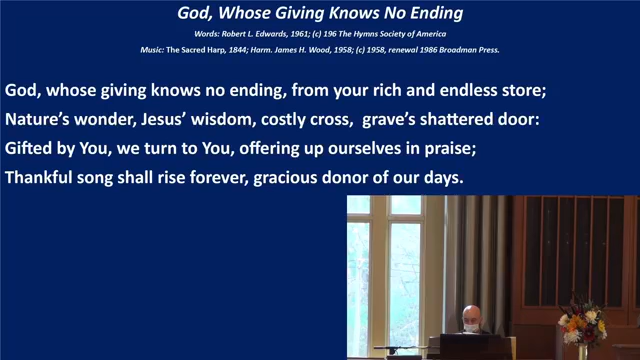 God, Whose Giving Knows No Ending
Words: Robert L. Edwards, 1961; (c) 196 The Hymns Society of America
Music: The Sacred Harp, 1844; Harm. James H. Wood, 1958; (c) 1958, renewal 1986 Broadman Press.
God, whose giving knows no ending, from your rich and endless store;
Nature’s wonder, Jesus’ wisdom, costly cross,  grave’s shattered door:
Gifted by You, we turn to You, offering up ourselves in praise;
Thankful song shall rise forever, gracious donor of our days.